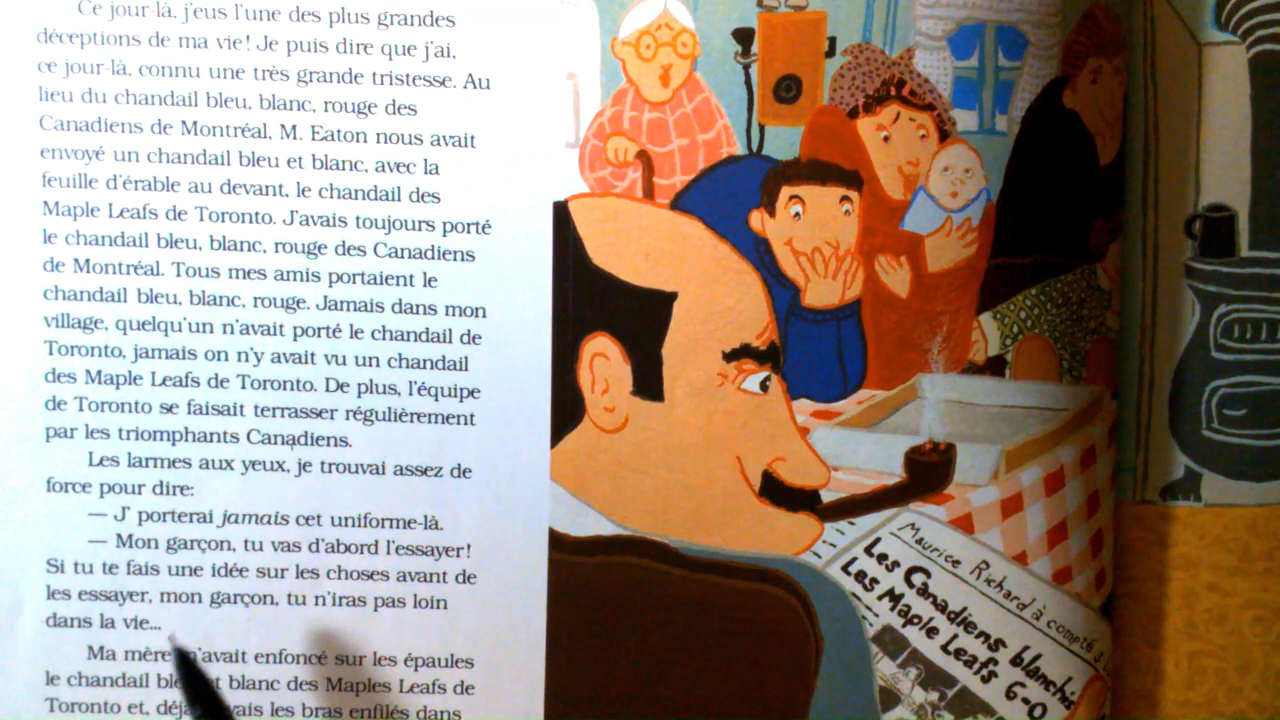 Ce jour-là, j'eus l'une des plus grandes
déceptions de ma vie! Je puis dire que j'ai,
ce jour-là, connu une très grande tristesse. Au
lieu du chandail bleu, blanc, rouge des
Canadiens de Montréal, M. Eaton nous avait
envoyé un chandail bleu et blanc, avec la
feuille d'érable au devant, le chandail des
Maple Leafs de Toronto. J'avais toujours porté
le chandail bleu, blanc, rouge des Canadiens
de Montréal. Tous mes amis portaient le
chandail bleu, blanc, rouge. Jamais dans mon
village, quelqu'un n'avait porté le chandail de
Toronto, jamais on n'y avait vu un chandail
des Maple Leafs de Toronto. De plus, l'équipe
de Toronto se faisait terrasser régulièrement
par les triomphants Canadiens.
Les larmes aux yeux, je trouvai assez de
force pour dire:
— J' porterai jamais cet uniforme-là.
— Mon garçon, tu vas d'abord l'essayer!
Si tu te fais une idée sur les choses avant de
les essayer, mon garçon, tu n'iras pas loin
dans la vie...
Ma mère m'avait enfoncé sur les épaules
le chandail bleu et blanc des Maples Leafs de
Toronto et, déjà, les bras enfilés dans
Maurice Richard à compté 3
Les Canadiens blanchis
Les Maple Leafs 6-0